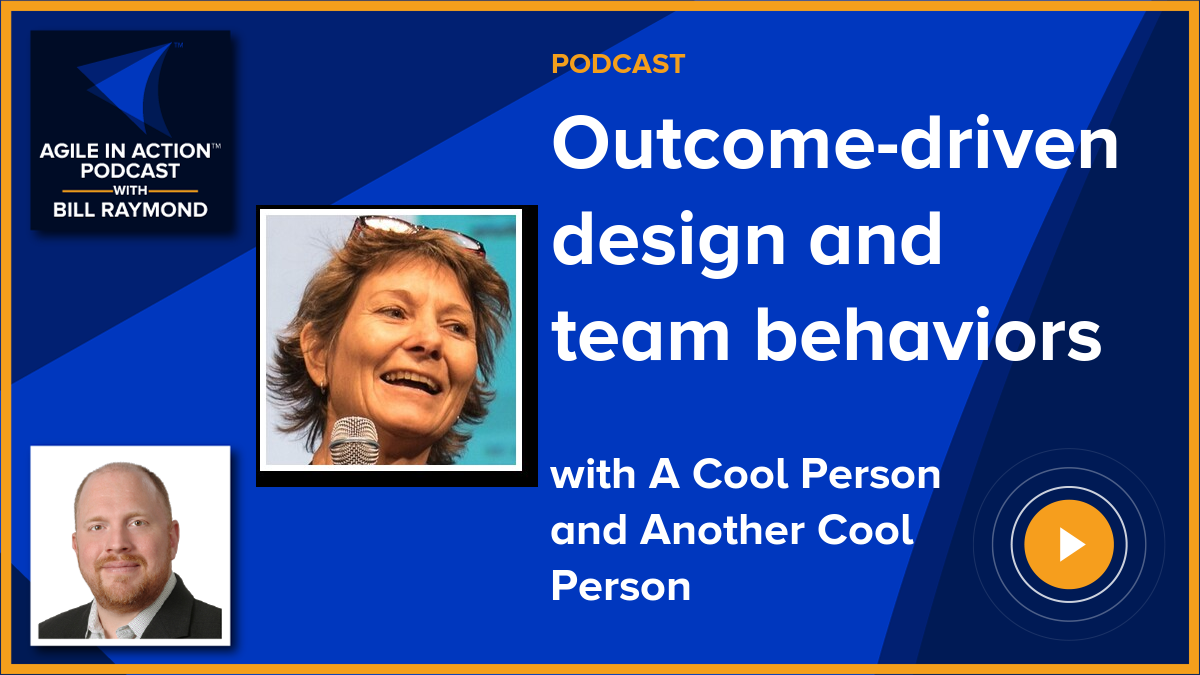 ™
AGILE IN ACTION™
PODCAST
WITH
BILL RAYMOND
PODCAST
Outcome-driven
design and
team behaviors
with A Cool Person
and Another Cool
Person